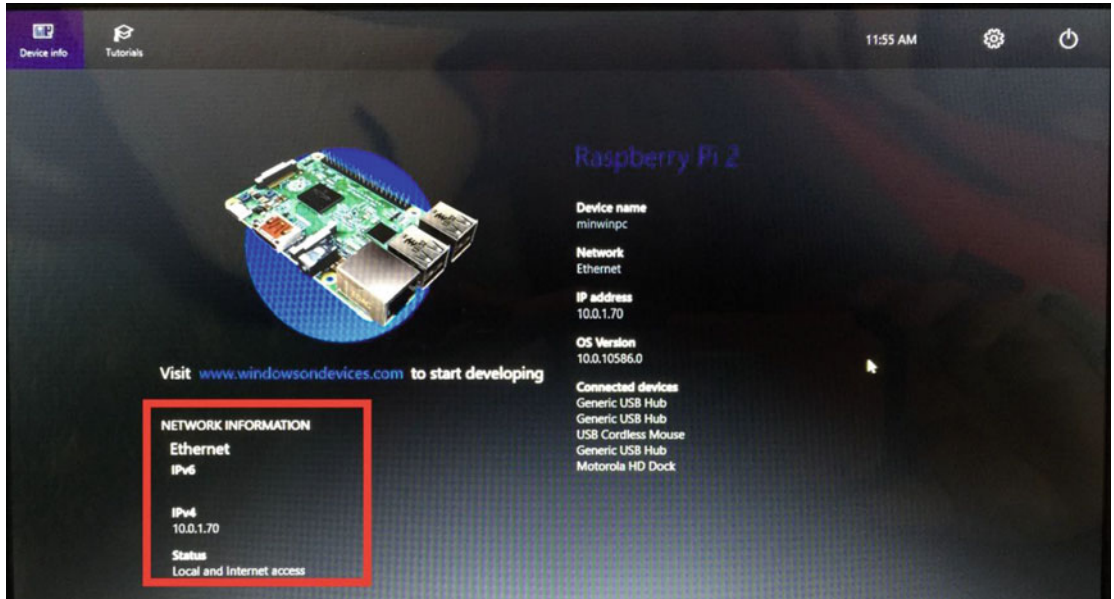 Device info
Tutorials
11:55 AM
Raspberry Pi 2
Device name
minwinpc
Network
Ethernet
IP address
10.0.1.70
OS Version
10.0.10586.0
Connected devices
Generic USB Hub
Generic USB Hub
USB Cordless Mouse
Generic USB Hub
Motorola HD Dock
Visit www.windowsondevices.com to start developing
NETWORK INFORMATION
Ethernet
IPv6
IPv4
10.0.1.70
Status
Local and Internet access